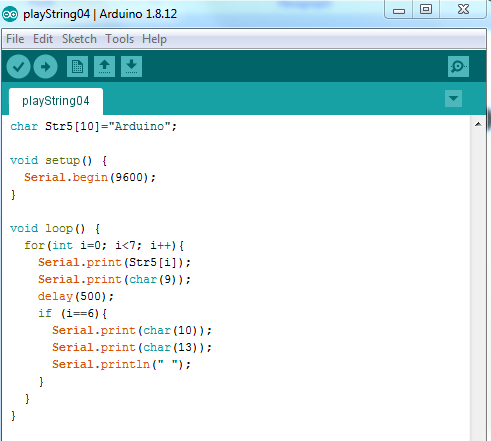 playString04 | Arduino 1.8.12
File Edit Sketch Tools Help
playString04
char Str5[10]="Arduino";
void setup() {
  Serial.begin(9600);
}
void loop() {
  for(int i=0; i<7; i++){
    Serial.print(Str5[i]);
    Serial.print(char(9));
    delay(500);
    if (i==6){
      Serial.print(char(10));
      Serial.print(char(13));
      Serial.println(" ");
    }
  }
}